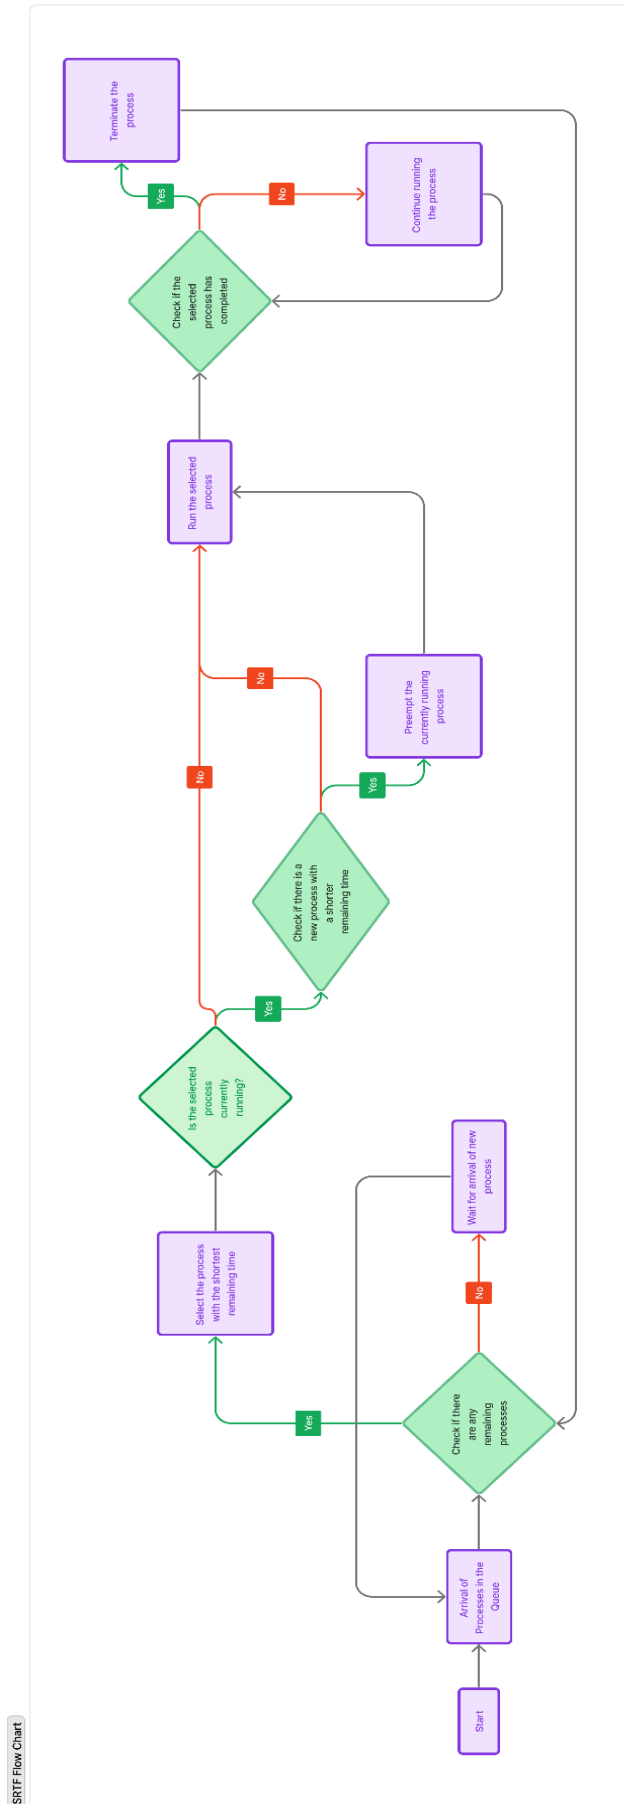 SRTF Flow Chart
Start
Arrival of
Processes in the
Queue
Check if there
are any
remaining
processes
No
Wait for arrival of new
process
Yes
Select the process
with the shortest
remaining time
Is the selected
process
currently
running?
Yes
No
Check if there is a
new process with
a shorter
remaining time
Yes
No
Preempt the
currently running
process
Run the selected
process
Check if the
selected
process has
completed
Yes
No
Terminate the
process
Continue running
the process